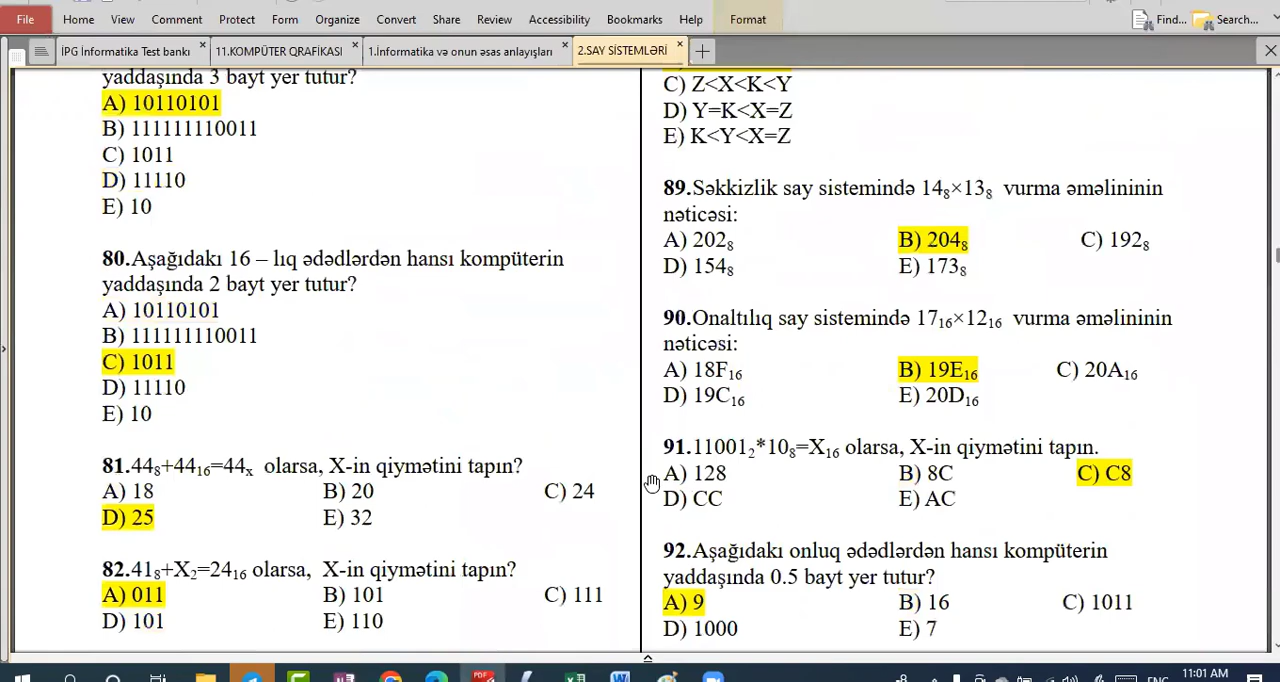 File Home View Comment Protect Form Organize Convert Share Review Accessibility Bookmarks Help Format Find... Search...
İPG İnformatika Test bankı 11.KOMPÜTER QRAFİKASI 1.İnformatika və onun əsas anlayışları 2.SAY SİSTEMLƏRİ
yaddaşında 3 bayt yer tutur?
A) 10110101
B) 111111110011
C) 1011
D) 11110
E) 10
80.Aşağıdakı 16 – lıq ədədlərdən hansı kompüterin
yaddaşında 2 bayt yer tutur?
A) 10110101
B) 111111110011
C) 1011
D) 11110
E) 10
81.44₈+44₁₆=44ₓ olarsa, X-in qiymətini tapın?
A) 18 B) 20 C) 24
D) 25 E) 32
82.41₈+X₂=24₁₆ olarsa, X-in qiymətini tapın?
A) 011 B) 101 C) 111
D) 101 E) 110
C) Z<X<K<Y
D) Y=K<X=Z
E) K<Y<X=Z
89.Səkkizlik say sistemində 14₈×13₈ vurma əməlininin
nəticəsi:
A) 202₈ B) 204₈ C) 192₈
D) 154₈ E) 173₈
90.Onaltılıq say sistemində 17₁₆×12₁₆ vurma əməlininin
nəticəsi:
A) 18F₁₆ B) 19E₁₆ C) 20A₁₆
D) 19C₁₆ E) 20D₁₆
91.11001₂*10₈=X₁₆ olarsa, X-in qiymətini tapın.
A) 128 B) 8C C) C8
D) CC E) AC
92.Aşağıdakı onluq ədədlərdən hansı kompüterin
yaddaşında 0.5 bayt yer tutur?
A) 9 B) 16 C) 1011
D) 1000 E) 7
11:01 AM